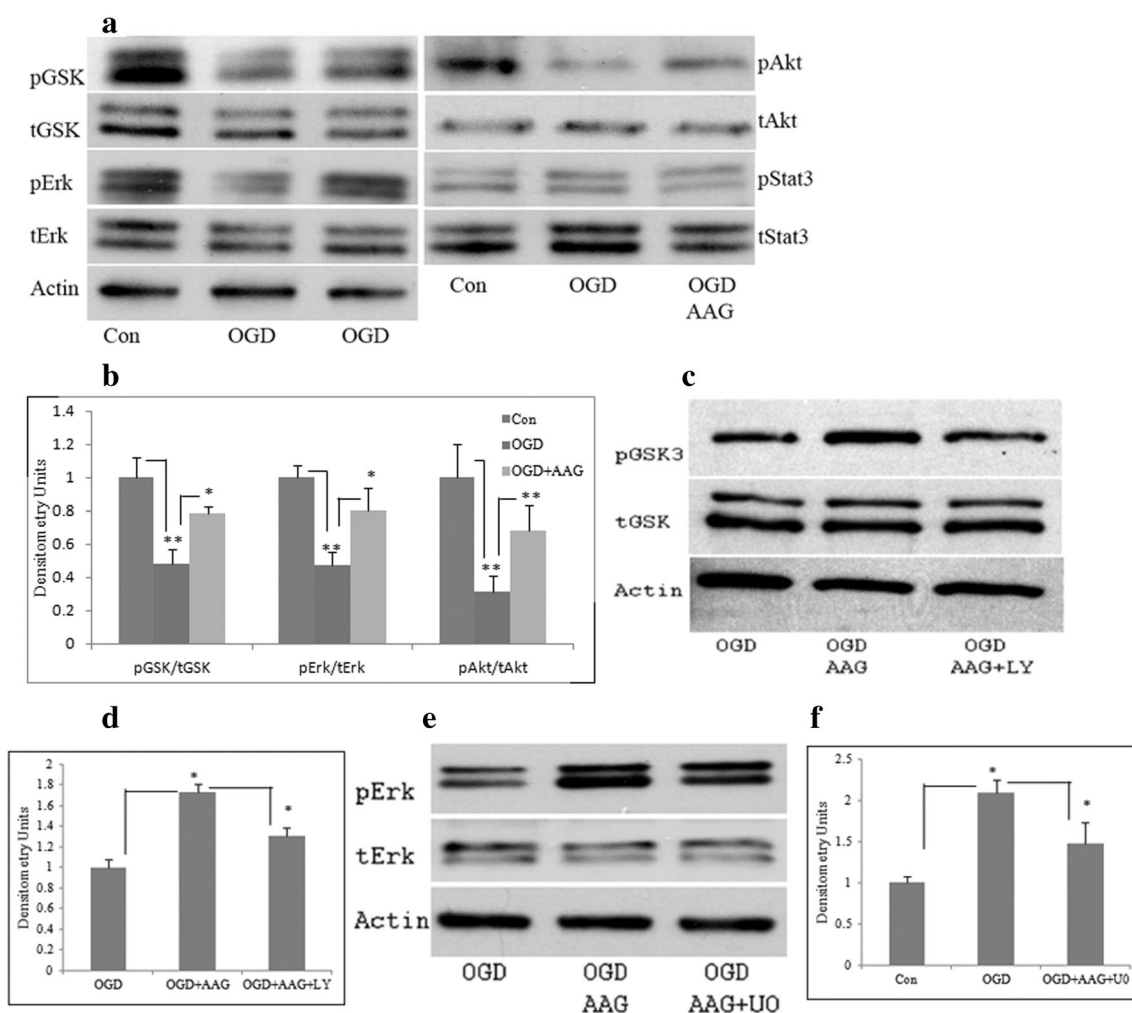 a
pGSK
tGSK
pErk
tErk
Actin
Con OGD OGD
pAkt
tAkt
pStat3
tStat3
Con OGD OGD
AAG
b
1.4
1.2
1
0.8
0.6
0.4
0.2
0
Densitometry Units
Con
OGD
OGD+AAG
** *
** *
** **
pGSK/tGSK pErk/tErk pAkt/tAkt
c
pGSK3
tGSK
Actin
OGD OGD OGD
AAG AAG+LY
d
2
1.8
1.6
1.4
1.2
1
0.8
0.6
0.4
0.2
0
Densitometry Units
* *
OGD OGD+AAG OGD+AAG+LY
e
pErk
tErk
Actin
OGD OGD OGD
AAG AAG+UO
f
2.5
2
1.5
1
0.5
0
Densitometry Units
* *
Con OGD OGD+AAG+U0